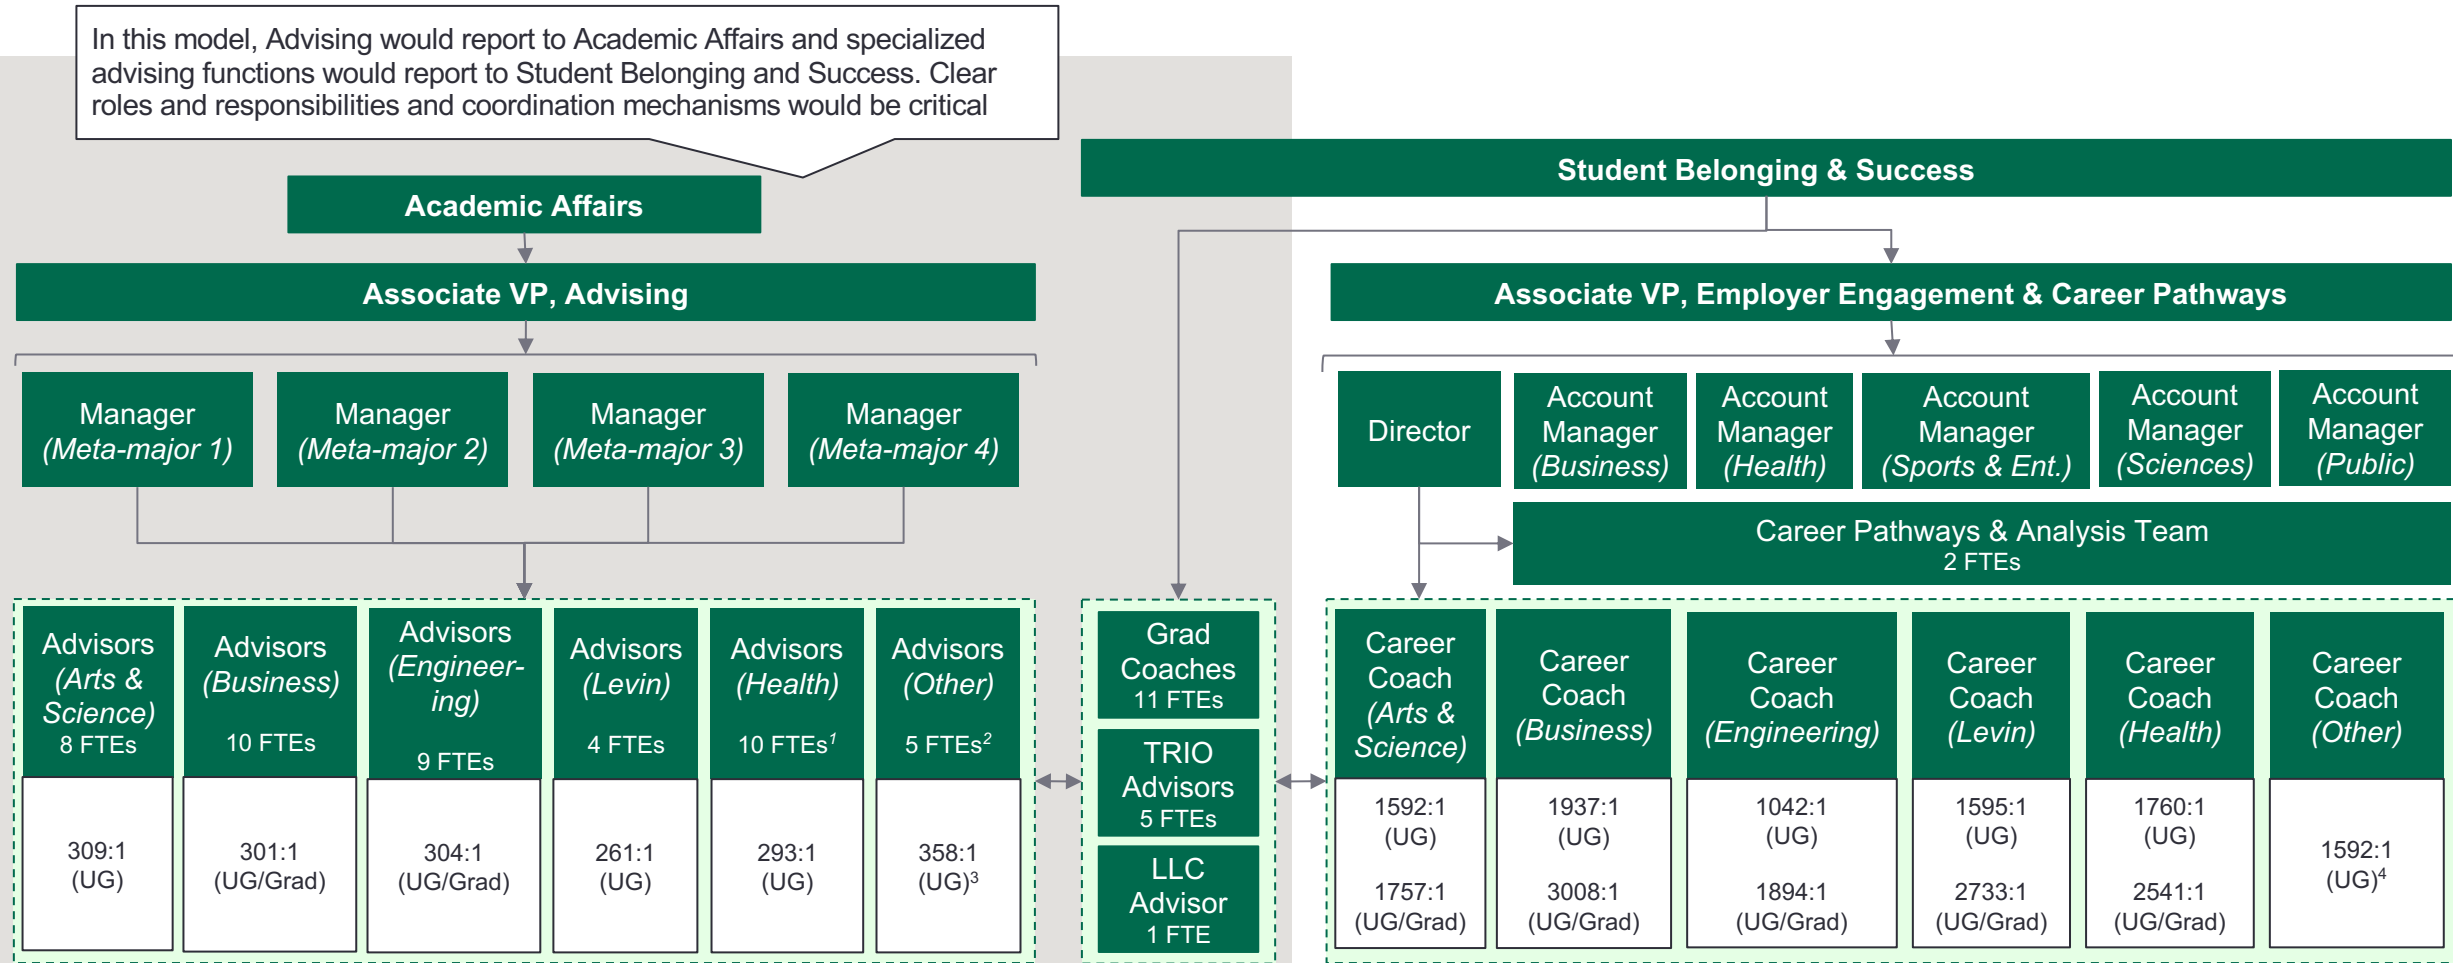 In this model, Advising would report to Academic Affairs and specialized
advising functions would report to Student Belonging and Success. Clear
roles and responsibilities and coordination mechanisms would be critical
Student Belonging & Success
Academic Affairs
Associate VP, Advising
Associate VP, Employer Engagement & Career Pathways
Manager
(Meta-major 1)
Manager
(Meta-major 2)
Manager
(Meta-major 3)
Manager
(Meta-major 4)
Director
Account
Manager
(Business)
Account
Manager
(Health)
Account
Manager
(Sports & Ent.)
Account
Manager
(Sciences)
Account
Manager
(Public)
Career Pathways & Analysis Team
2 FTEs
Advisors
(Arts &
Science)
8 FTEs
309:1
(UG)
Advisors
(Business)
10 FTEs
301:1
(UG/Grad)
Advisors
(Engineer-
ing)
9 FTEs
304:1
(UG/Grad)
Advisors
(Levin)
4 FTEs
261:1
(UG)
Advisors
(Health)
10 FTEs¹
293:1
(UG)
Advisors
(Other)
5 FTEs²
358:1
(UG)³
Grad
Coaches
11 FTEs
TRIO
Advisors
5 FTEs
LLC
Advisor
1 FTE
Career
Coach
(Arts &
Science)
1592:1
(UG)
1757:1
(UG/Grad)
Career
Coach
(Business)
1937:1
(UG)
3008:1
(UG/Grad)
Career
Coach
(Engineering)
1042:1
(UG)
1894:1
(UG/Grad)
Career
Coach
(Levin)
1595:1
(UG)
2733:1
(UG/Grad)
Career
Coach
(Health)
1760:1
(UG)
2541:1
(UG/Grad)
Career
Coach
(Other)
1592:1
(UG)⁴